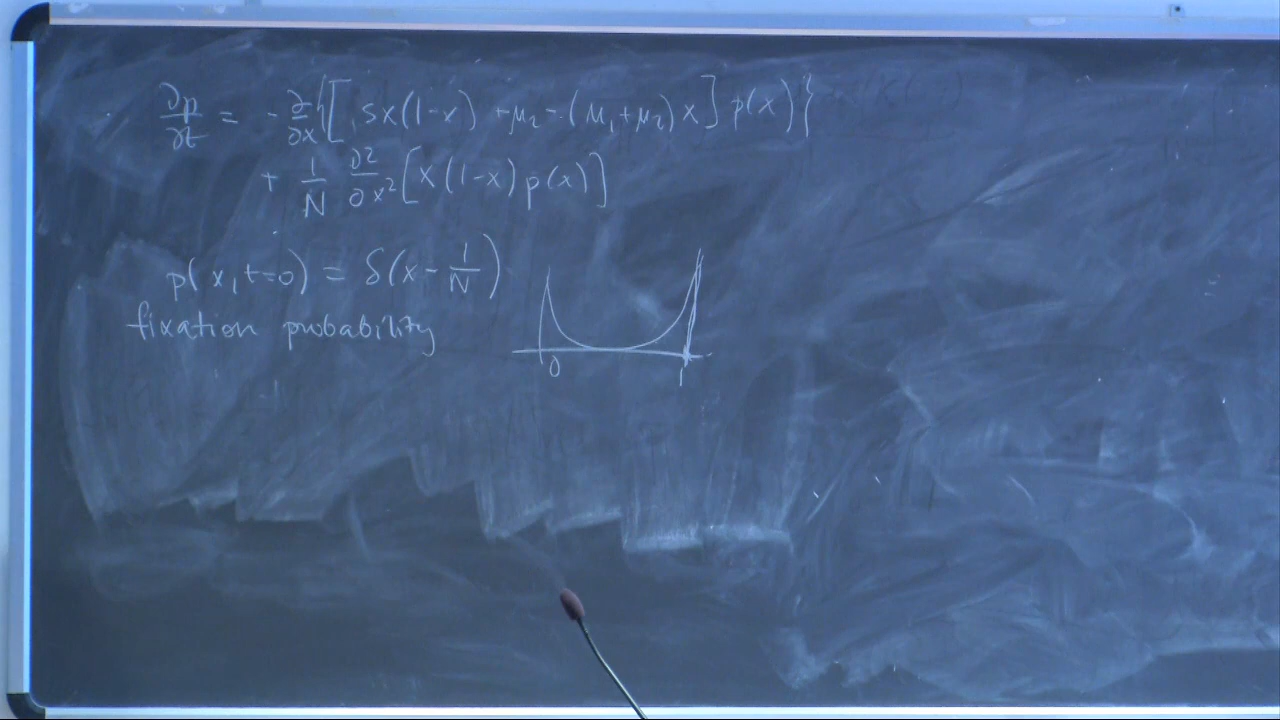 ∂p/∂t = - ∂/∂x {[sx(1-x) + μ₂ - (μ₁+μ₂)x] p(x)}
+ 1/N ∂²/∂x² [x(1-x) p(x)]
p(x, t=0) = δ(x - 1/N)
fixation probability
0 1